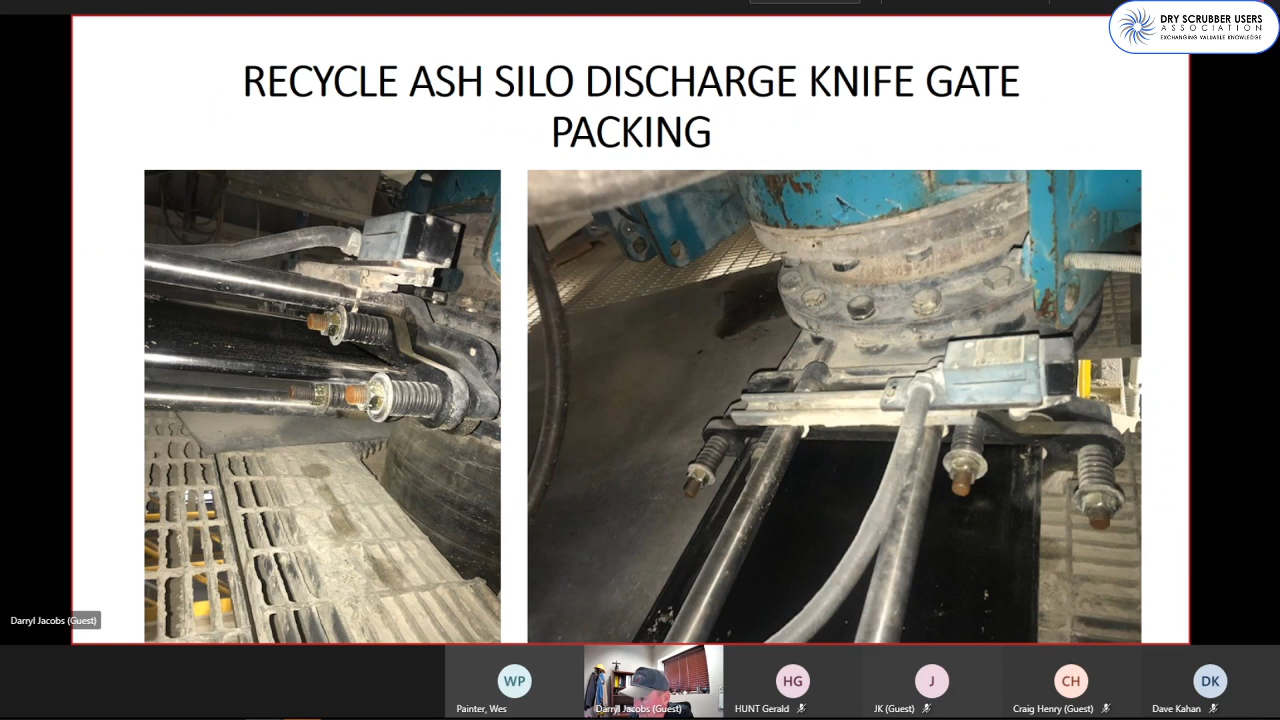 DRY SCRUBBER USERS
ASSOCIATION
EXCHANGING VALUABLE KNOWLEDGE
RECYCLE ASH SILO DISCHARGE KNIFE GATE
PACKING
Darryl Jacobs (Guest)
WP
HG
J
CH
DK
Painter, Wes
Darryl Jacobs (Guest)
HUNT Gerald
JK (Guest)
Craig Henry (Guest)
Dave Kahan